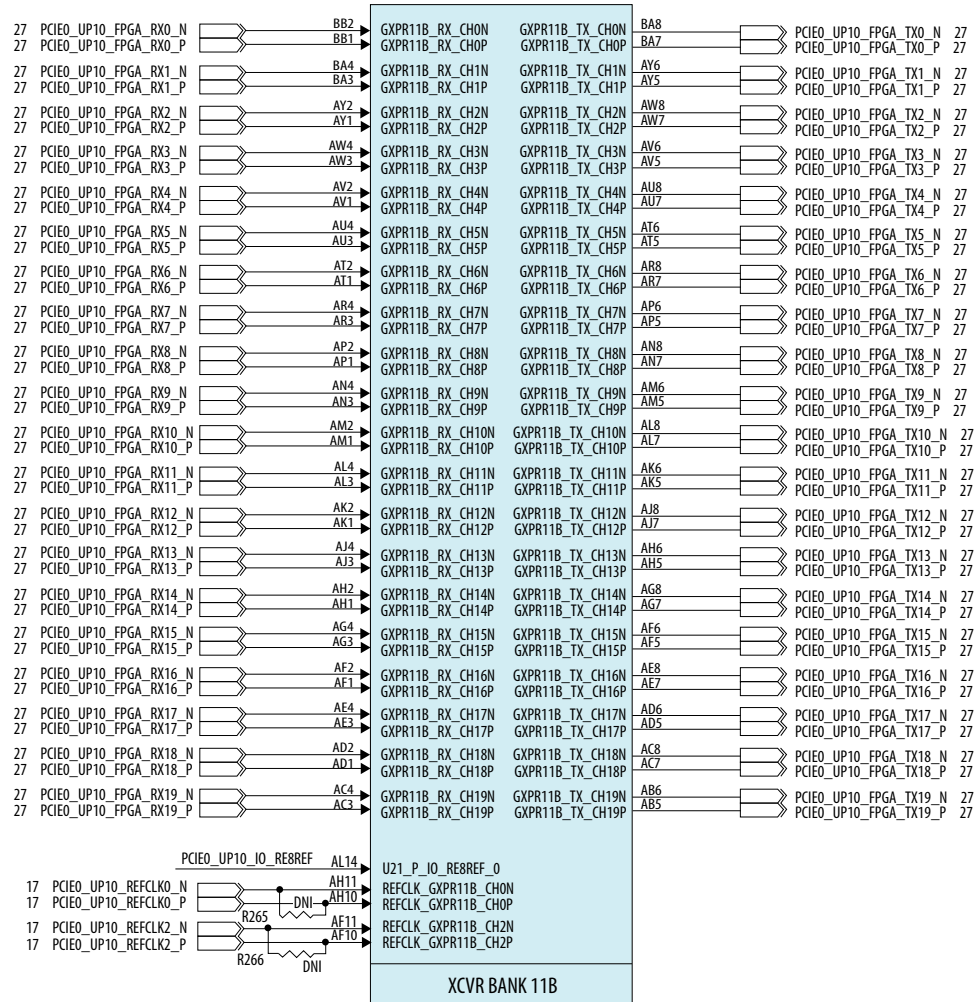 27 PCIE0_UP10_FPGA_RX0_N BB2 GXPR11B_RX_CH0N GXPR11B_TX_CH0N BA8 PCIE0_UP10_FPGA_TX0_N 27
27 PCIE0_UP10_FPGA_RX0_P BB1 GXPR11B_RX_CH0P GXPR11B_TX_CH0P BA7 PCIE0_UP10_FPGA_TX0_P 27
27 PCIE0_UP10_FPGA_RX1_N BA4 GXPR11B_RX_CH1N GXPR11B_TX_CH1N AY6 PCIE0_UP10_FPGA_TX1_N 27
27 PCIE0_UP10_FPGA_RX1_P BA3 GXPR11B_RX_CH1P GXPR11B_TX_CH1P AY5 PCIE0_UP10_FPGA_TX1_P 27
27 PCIE0_UP10_FPGA_RX2_N AY2 GXPR11B_RX_CH2N GXPR11B_TX_CH2N AW8 PCIE0_UP10_FPGA_TX2_N 27
27 PCIE0_UP10_FPGA_RX2_P AY1 GXPR11B_RX_CH2P GXPR11B_TX_CH2P AW7 PCIE0_UP10_FPGA_TX2_P 27
27 PCIE0_UP10_FPGA_RX3_N AW4 GXPR11B_RX_CH3N GXPR11B_TX_CH3N AV6 PCIE0_UP10_FPGA_TX3_N 27
27 PCIE0_UP10_FPGA_RX3_P AW3 GXPR11B_RX_CH3P GXPR11B_TX_CH3P AV5 PCIE0_UP10_FPGA_TX3_P 27
27 PCIE0_UP10_FPGA_RX4_N AV2 GXPR11B_RX_CH4N GXPR11B_TX_CH4N AU8 PCIE0_UP10_FPGA_TX4_N 27
27 PCIE0_UP10_FPGA_RX4_P AV1 GXPR11B_RX_CH4P GXPR11B_TX_CH4P AU7 PCIE0_UP10_FPGA_TX4_P 27
27 PCIE0_UP10_FPGA_RX5_N AU4 GXPR11B_RX_CH5N GXPR11B_TX_CH5N AT6 PCIE0_UP10_FPGA_TX5_N 27
27 PCIE0_UP10_FPGA_RX5_P AU3 GXPR11B_RX_CH5P GXPR11B_TX_CH5P AT5 PCIE0_UP10_FPGA_TX5_P 27
27 PCIE0_UP10_FPGA_RX6_N AT2 GXPR11B_RX_CH6N GXPR11B_TX_CH6N AR8 PCIE0_UP10_FPGA_TX6_N 27
27 PCIE0_UP10_FPGA_RX6_P AT1 GXPR11B_RX_CH6P GXPR11B_TX_CH6P AR7 PCIE0_UP10_FPGA_TX6_P 27
27 PCIE0_UP10_FPGA_RX7_N AR4 GXPR11B_RX_CH7N GXPR11B_TX_CH7N AP6 PCIE0_UP10_FPGA_TX7_N 27
27 PCIE0_UP10_FPGA_RX7_P AR3 GXPR11B_RX_CH7P GXPR11B_TX_CH7P AP5 PCIE0_UP10_FPGA_TX7_P 27
27 PCIE0_UP10_FPGA_RX8_N AP2 GXPR11B_RX_CH8N GXPR11B_TX_CH8N AN8 PCIE0_UP10_FPGA_TX8_N 27
27 PCIE0_UP10_FPGA_RX8_P AP1 GXPR11B_RX_CH8P GXPR11B_TX_CH8P AN7 PCIE0_UP10_FPGA_TX8_P 27
27 PCIE0_UP10_FPGA_RX9_N AN4 GXPR11B_RX_CH9N GXPR11B_TX_CH9N AM6 PCIE0_UP10_FPGA_TX9_N 27
27 PCIE0_UP10_FPGA_RX9_P AN3 GXPR11B_RX_CH9P GXPR11B_TX_CH9P AM5 PCIE0_UP10_FPGA_TX9_P 27
27 PCIE0_UP10_FPGA_RX10_N AM2 GXPR11B_RX_CH10N GXPR11B_TX_CH10N AL8 PCIE0_UP10_FPGA_TX10_N 27
27 PCIE0_UP10_FPGA_RX10_P AM1 GXPR11B_RX_CH10P GXPR11B_TX_CH10P AL7 PCIE0_UP10_FPGA_TX10_P 27
27 PCIE0_UP10_FPGA_RX11_N AL4 GXPR11B_RX_CH11N GXPR11B_TX_CH11N AK6 PCIE0_UP10_FPGA_TX11_N 27
27 PCIE0_UP10_FPGA_RX11_P AL3 GXPR11B_RX_CH11P GXPR11B_TX_CH11P AK5 PCIE0_UP10_FPGA_TX11_P 27
27 PCIE0_UP10_FPGA_RX12_N AK2 GXPR11B_RX_CH12N GXPR11B_TX_CH12N AJ8 PCIE0_UP10_FPGA_TX12_N 27
27 PCIE0_UP10_FPGA_RX12_P AK1 GXPR11B_RX_CH12P GXPR11B_TX_CH12P AJ7 PCIE0_UP10_FPGA_TX12_P 27
27 PCIE0_UP10_FPGA_RX13_N AJ4 GXPR11B_RX_CH13N GXPR11B_TX_CH13N AH6 PCIE0_UP10_FPGA_TX13_N 27
27 PCIE0_UP10_FPGA_RX13_P AJ3 GXPR11B_RX_CH13P GXPR11B_TX_CH13P AH5 PCIE0_UP10_FPGA_TX13_P 27
27 PCIE0_UP10_FPGA_RX14_N AH2 GXPR11B_RX_CH14N GXPR11B_TX_CH14N AG8 PCIE0_UP10_FPGA_TX14_N 27
27 PCIE0_UP10_FPGA_RX14_P AH1 GXPR11B_RX_CH14P GXPR11B_TX_CH14P AG7 PCIE0_UP10_FPGA_TX14_P 27
27 PCIE0_UP10_FPGA_RX15_N AG4 GXPR11B_RX_CH15N GXPR11B_TX_CH15N AF6 PCIE0_UP10_FPGA_TX15_N 27
27 PCIE0_UP10_FPGA_RX15_P AG3 GXPR11B_RX_CH15P GXPR11B_TX_CH15P AF5 PCIE0_UP10_FPGA_TX15_P 27
27 PCIE0_UP10_FPGA_RX16_N AF2 GXPR11B_RX_CH16N GXPR11B_TX_CH16N AE8 PCIE0_UP10_FPGA_TX16_N 27
27 PCIE0_UP10_FPGA_RX16_P AF1 GXPR11B_RX_CH16P GXPR11B_TX_CH16P AE7 PCIE0_UP10_FPGA_TX16_P 27
27 PCIE0_UP10_FPGA_RX17_N AE4 GXPR11B_RX_CH17N GXPR11B_TX_CH17N AD6 PCIE0_UP10_FPGA_TX17_N 27
27 PCIE0_UP10_FPGA_RX17_P AE3 GXPR11B_RX_CH17P GXPR11B_TX_CH17P AD5 PCIE0_UP10_FPGA_TX17_P 27
27 PCIE0_UP10_FPGA_RX18_N AD2 GXPR11B_RX_CH18N GXPR11B_TX_CH18N AC8 PCIE0_UP10_FPGA_TX18_N 27
27 PCIE0_UP10_FPGA_RX18_P AD1 GXPR11B_RX_CH18P GXPR11B_TX_CH18P AC7 PCIE0_UP10_FPGA_TX18_P 27
27 PCIE0_UP10_FPGA_RX19_N AC4 GXPR11B_RX_CH19N GXPR11B_TX_CH19N AB6 PCIE0_UP10_FPGA_TX19_N 27
27 PCIE0_UP10_FPGA_RX19_P AC3 GXPR11B_RX_CH19P GXPR11B_TX_CH19P AB5 PCIE0_UP10_FPGA_TX19_P 27
PCIE0_UP10_IO_RE8REF AL14 U21_P_IO_RE8REF_0
17 PCIE0_UP10_REFCLK0_N AH11 REFCLK_GXPR11B_CH0N
17 PCIE0_UP10_REFCLK0_P DNI AH10 REFCLK_GXPR11B_CH0P
R265
17 PCIE0_UP10_REFCLK2_N AF11 REFCLK_GXPR11B_CH2N
17 PCIE0_UP10_REFCLK2_P AF10 REFCLK_GXPR11B_CH2P
R266 DNI
XCVR BANK 11B